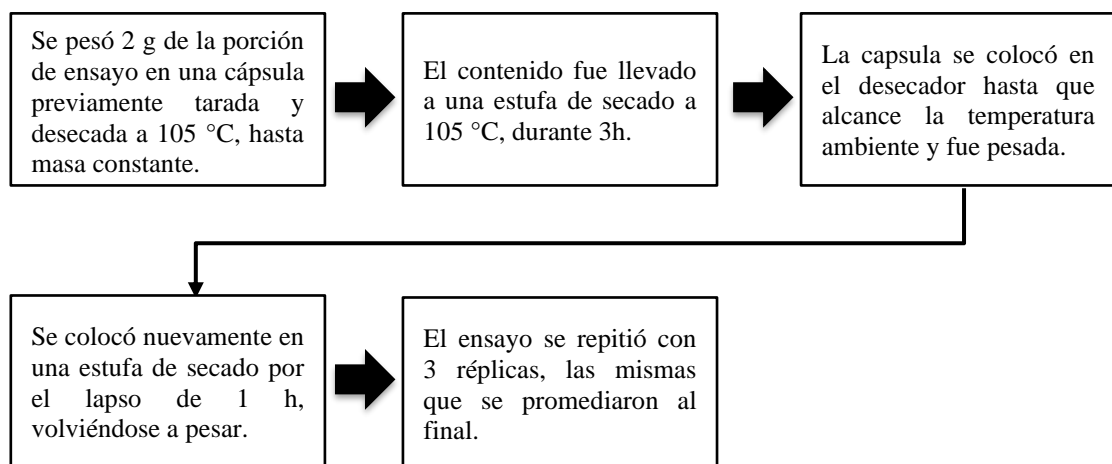 Se pesó 2 g de la porción
de ensayo en una cápsula
previamente tarada y
desecada a 105 °C, hasta
masa constante.
El contenido fue llevado
a una estufa de secado a
105 °C, durante 3h.
La capsula se colocó en
el desecador hasta que
alcance la temperatura
ambiente y fue pesada.
Se colocó nuevamente en
una estufa de secado por
el lapso de 1 h,
volviéndose a pesar.
El ensayo se repitió con
3 réplicas, las mismas
que se promediaron al
final.